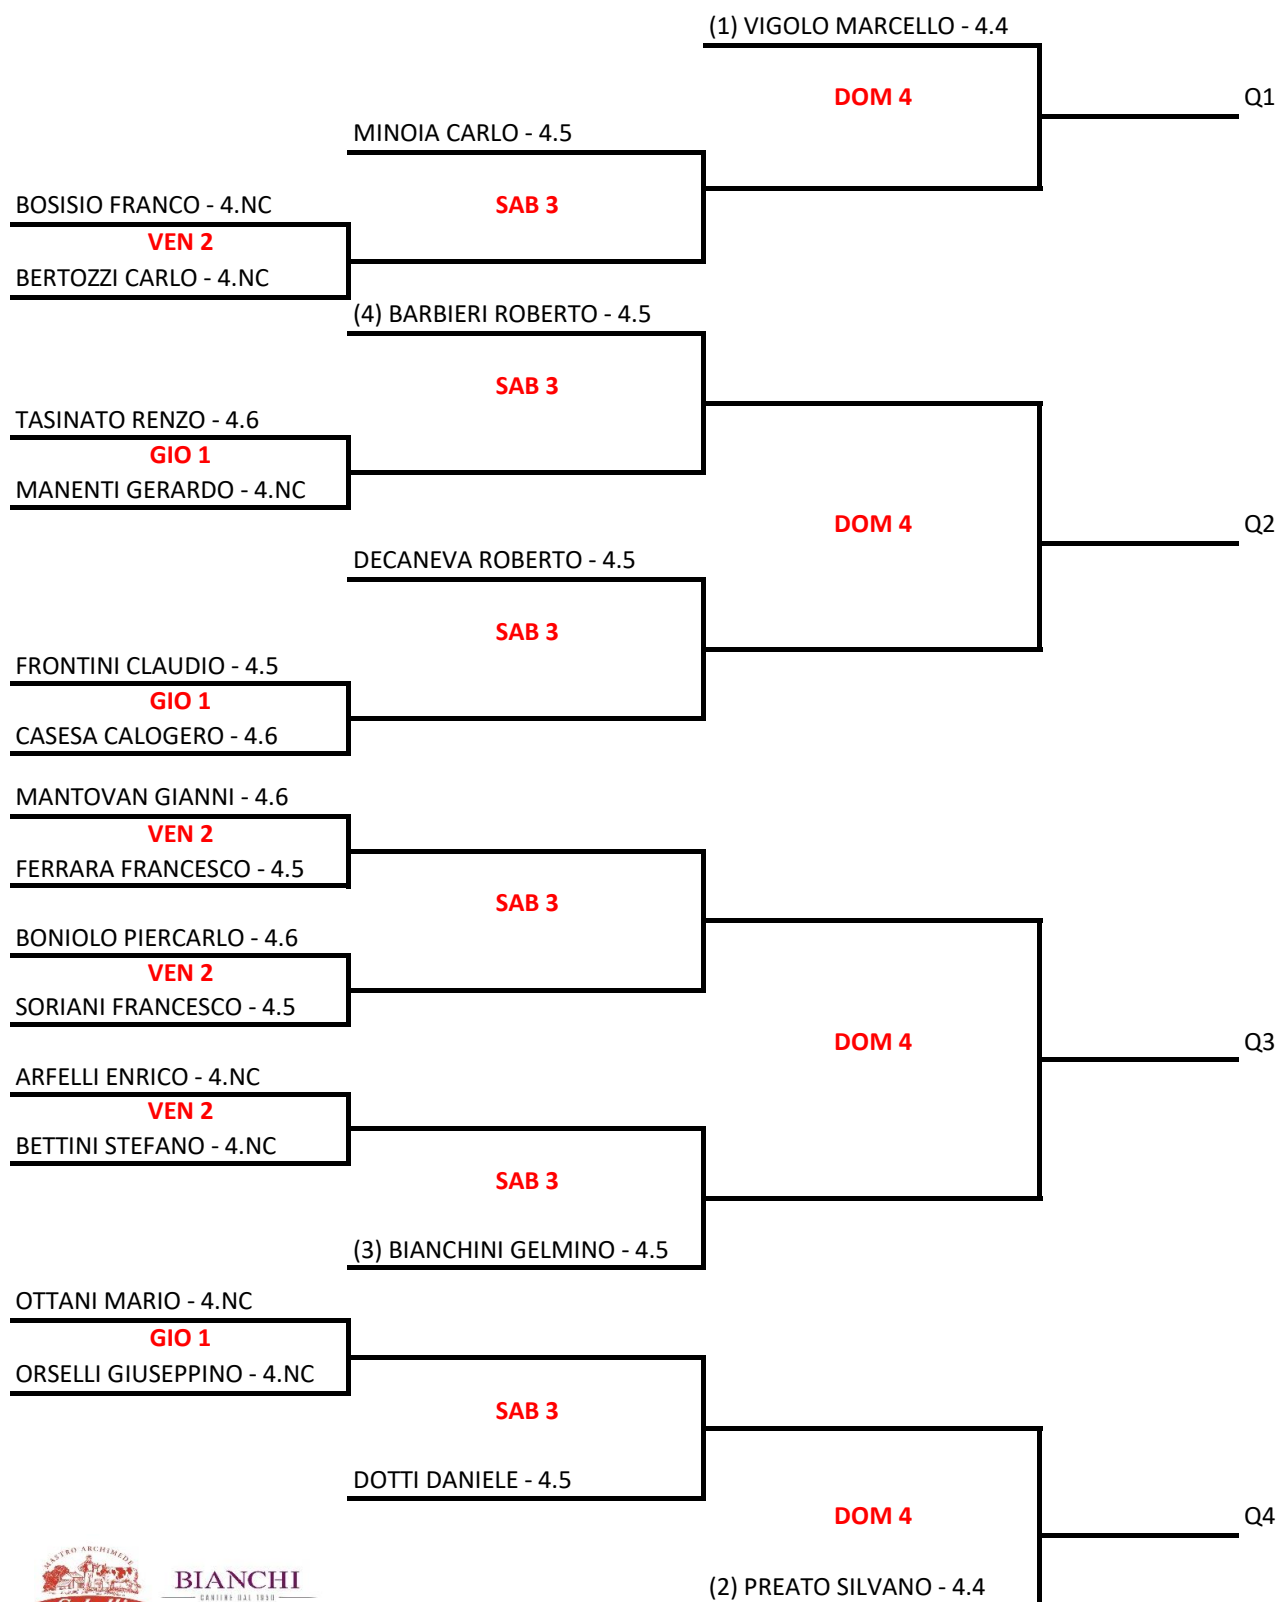 (1) VIGOLO MARCELLO - 4.4
DOM 4
Q1
MINOIA CARLO - 4.5
BOSISIO FRANCO - 4.NC
SAB 3
VEN 2
BERTOZZI CARLO - 4.NC
(4) BARBIERI ROBERTO - 4.5
SAB 3
TASINATO RENZO - 4.6
GIO 1
MANENTI GERARDO - 4.NC
DOM 4
Q2
DECANEVA ROBERTO - 4.5
SAB 3
FRONTINI CLAUDIO - 4.5
GIO 1
CASESA CALOGERO - 4.6
MANTOVAN GIANNI - 4.6
VEN 2
FERRARA FRANCESCO - 4.5
SAB 3
BONIOLO PIERCARLO - 4.6
VEN 2
SORIANI FRANCESCO - 4.5
DOM 4
Q3
ARFELLI ENRICO - 4.NC
VEN 2
BETTINI STEFANO - 4.NC
SAB 3
(3) BIANCHINI GELMINO - 4.5
OTTANI MARIO - 4.NC
GIO 1
ORSELLI GIUSEPPINO - 4.NC
SAB 3
DOTTI DANIELE - 4.5
DOM 4
Q4
MASTRO ARCHIMEDE
BIANCHI
CANTINE DAL 1950
(2) PREATO SILVANO - 4.4